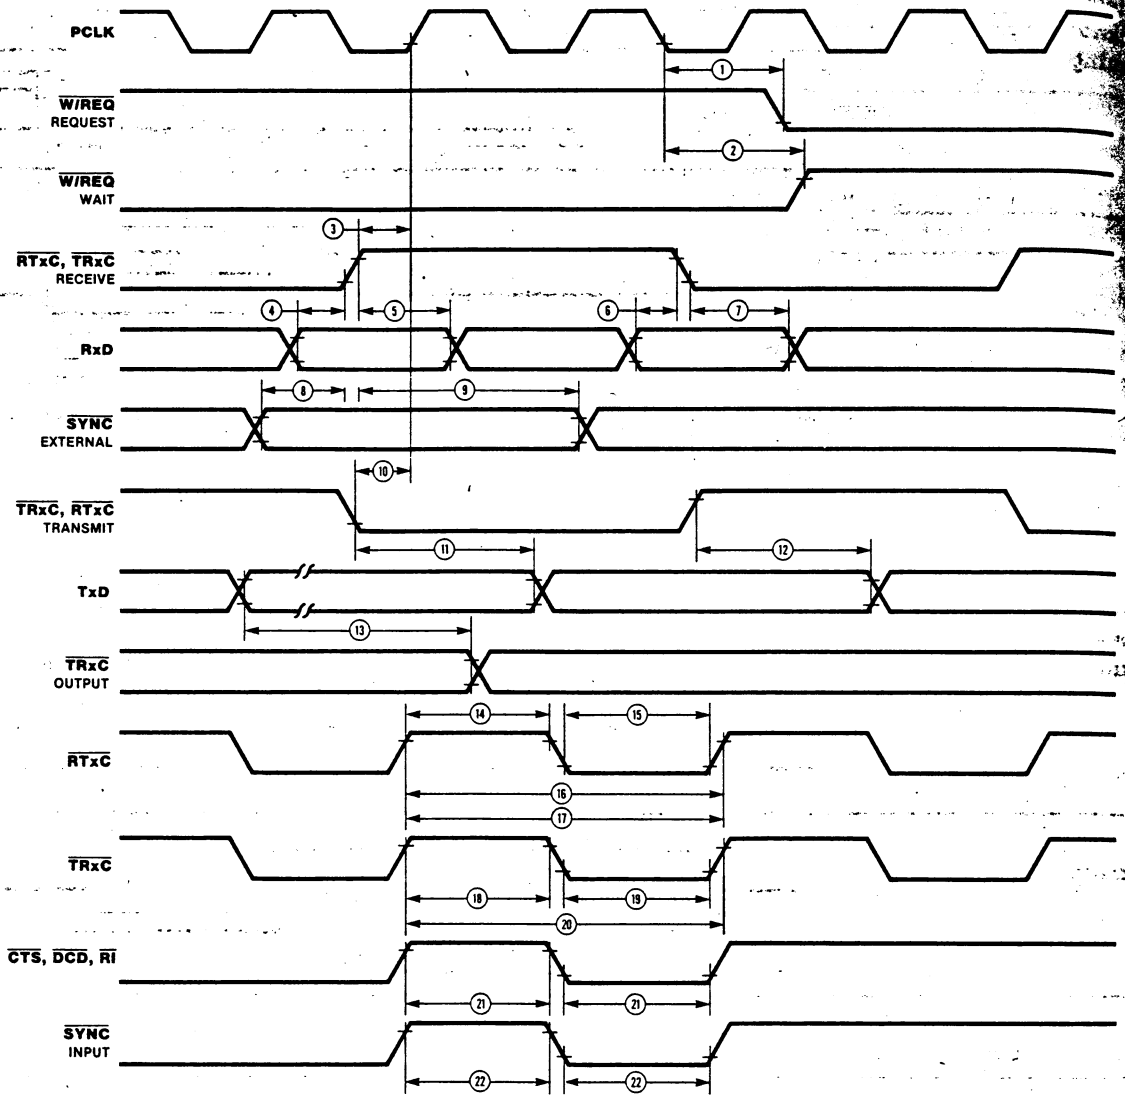 PCLK
1
W/REQ
REQUEST
2
W/REQ
WAIT
3
RTxC, TRxC
RECEIVE
4
5
6
7
RxD
8
9
SYNC
EXTERNAL
10
TRxC, RTxC
TRANSMIT
11
12
TxD
13
TRxC
OUTPUT
14
15
RTxC
16
17
TRxC
18
19
20
CTS, DCD, RI
21
21
SYNC
INPUT
22
22